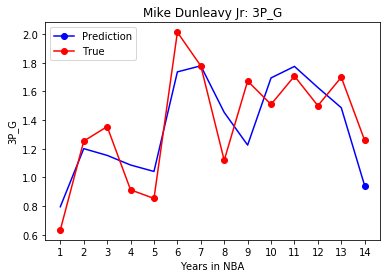 Mike Dunleavy Jr: 3P_G
Prediction
True
2.0
1.8
1.6
1.4
1.2
1.0
0.8
0.6
3P_G
1 2 3 4 5 6 7 8 9 10 11 12 13 14
Years in NBA